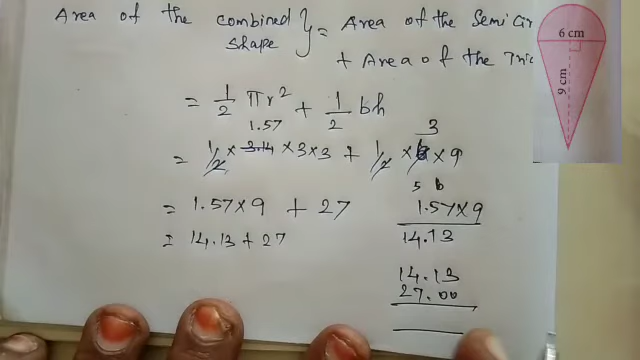 Area of the combined shape } = Area of the Semi Cir
+ Area of the Tri
= 1/2 πr² + 1/2 bh
1.57 3
= 1/2 × 3.14 × 3 × 3 + 1/2 × 6 × 9
= 1.57 × 9 + 27
= 14.13 + 27
5 6
1.57 × 9
14.13
14.13
27.00
6 cm
9 cm